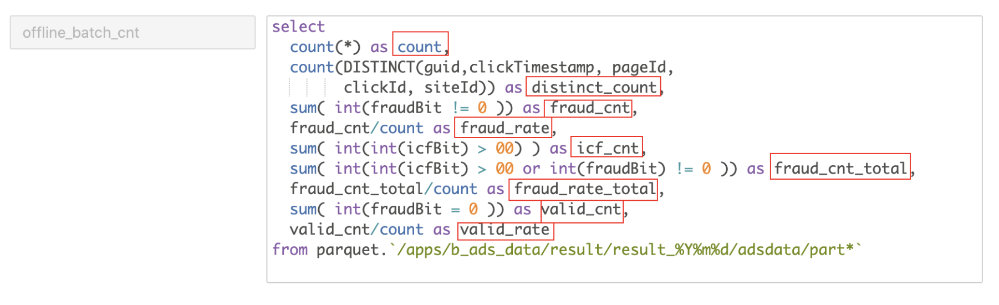 offline_batch_cnt
select
count(*) as count,
count(DISTINCT(guid,clickTimestamp, pageId,
clickId, siteId)) as distinct_count,
sum( int(fraudBit != 0 )) as fraud_cnt,
fraud_cnt/count as fraud_rate,
sum( int(int(icfBit) > 00) ) as icf_cnt,
sum( int(int(icfBit) > 00 or int(fraudBit) != 0 )) as fraud_cnt_total,
fraud_cnt_total/count as fraud_rate_total,
sum( int(fraudBit = 0 )) as valid_cnt,
valid_cnt/count as valid_rate
from parquet.`/apps/b_ads_data/result/result_%Y%m%d/adsdata/part*`